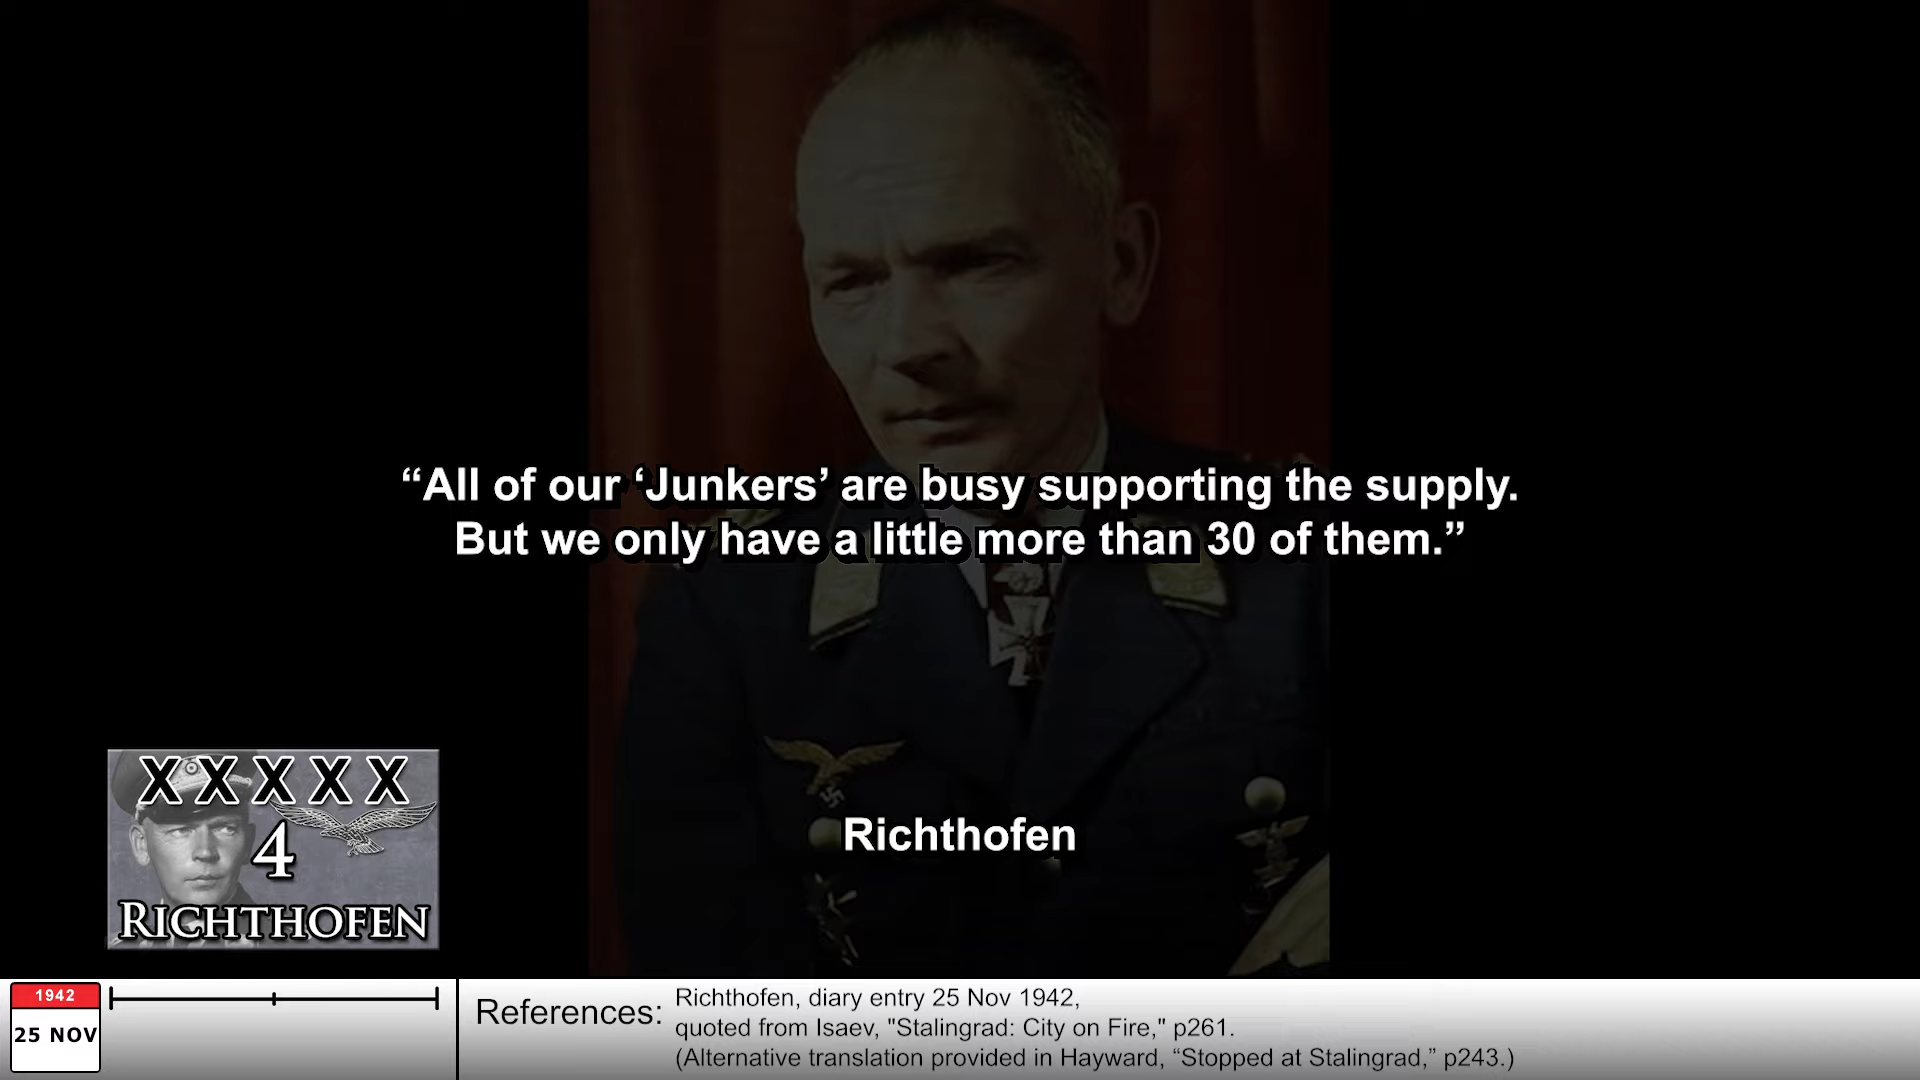 “All of our ‘Junkers’ are busy supporting the supply.
But we only have a little more than 30 of them.”
Richthofen
X X X X X
4
RICHTHOFEN
1942
25 NOV
References:
Richthofen, diary entry 25 Nov 1942,
quoted from Isaev, "Stalingrad: City on Fire," p261.
(Alternative translation provided in Hayward, “Stopped at Stalingrad,” p243.)